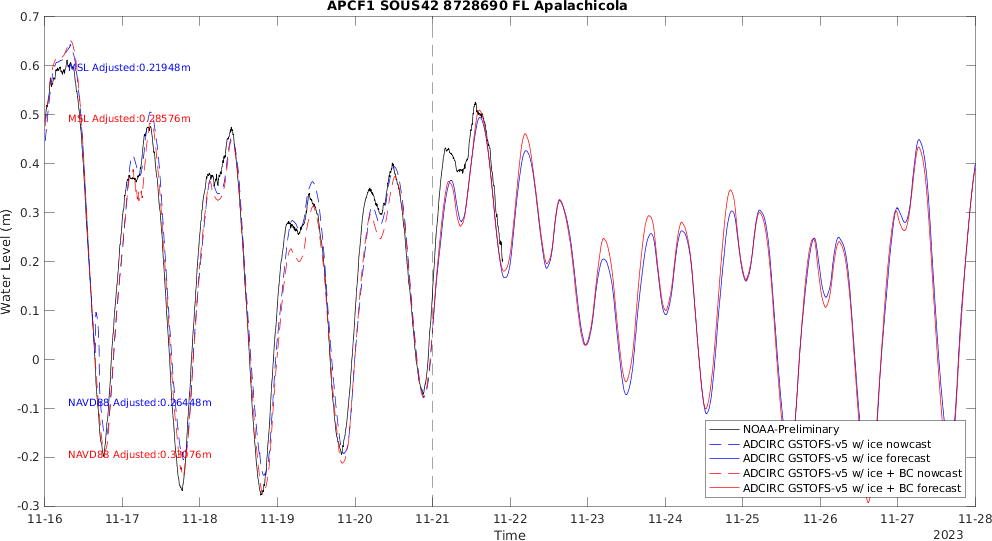 APCF1 SOUS42 8728690 FL Apalachicola
0.7
0.6
0.5
0.4
0.3
0.2
0.1
0
-0.1
-0.2
-0.3
Water Level (m)
MSL Adjusted:0.21948m
MSL Adjusted:0.28576m
NAVD88 Adjusted:0.26448m
NAVD88 Adjusted:0.33076m
NOAA-Preliminary
ADCIRC GSTOFS-v5 w/ ice nowcast
ADCIRC GSTOFS-v5 w/ ice forecast
ADCIRC GSTOFS-v5 w/ ice + BC nowcast
ADCIRC GSTOFS-v5 w/ ice + BC forecast
11-16 11-17 11-18 11-19 11-20 11-21 11-22 11-23 11-24 11-25 11-26 11-27 11-28
Time
2023